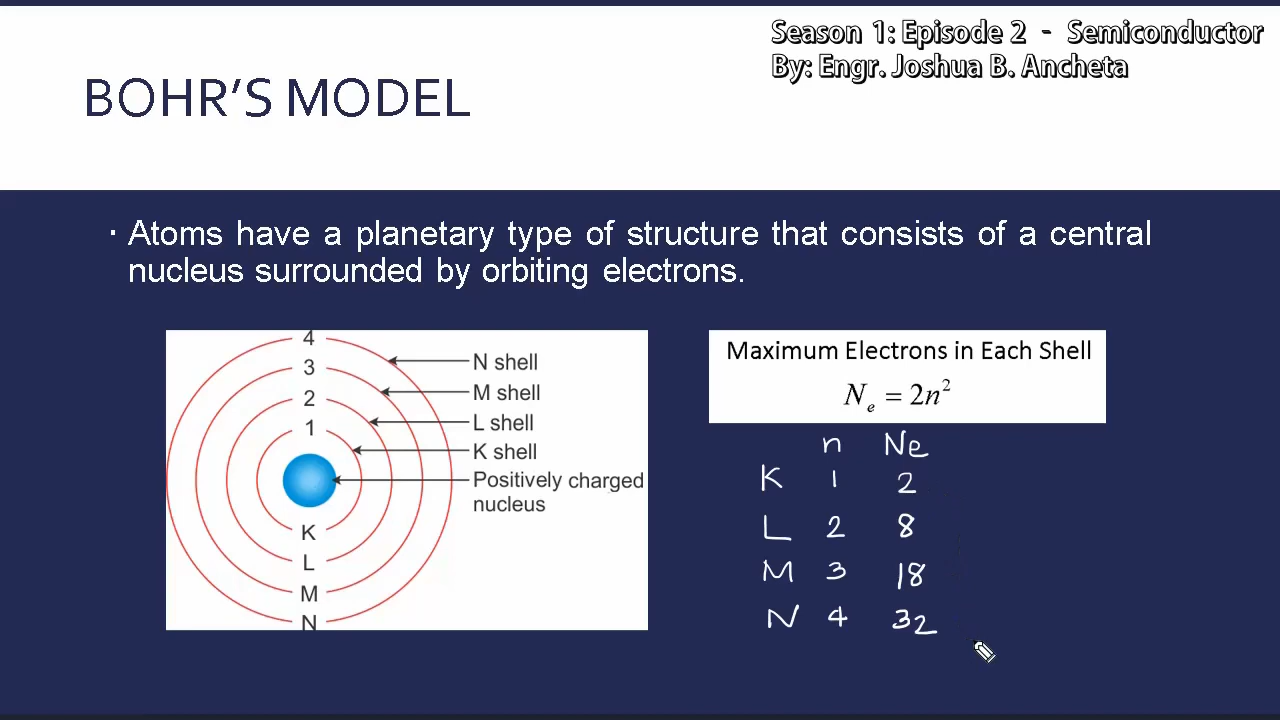 Season 1: Episode 2 - Semiconductor
By: Engr. Joshua B. Ancheta
BOHR'S MODEL
· Atoms have a planetary type of structure that consists of a central
nucleus surrounded by orbiting electrons.
4
3
2
1
K
L
M
N
N shell
M shell
L shell
K shell
Positively charged
nucleus
Maximum Electrons in Each Shell
Nₑ = 2n²
n Ne
K 1 2
L 2 8
M 3 18
N 4 32